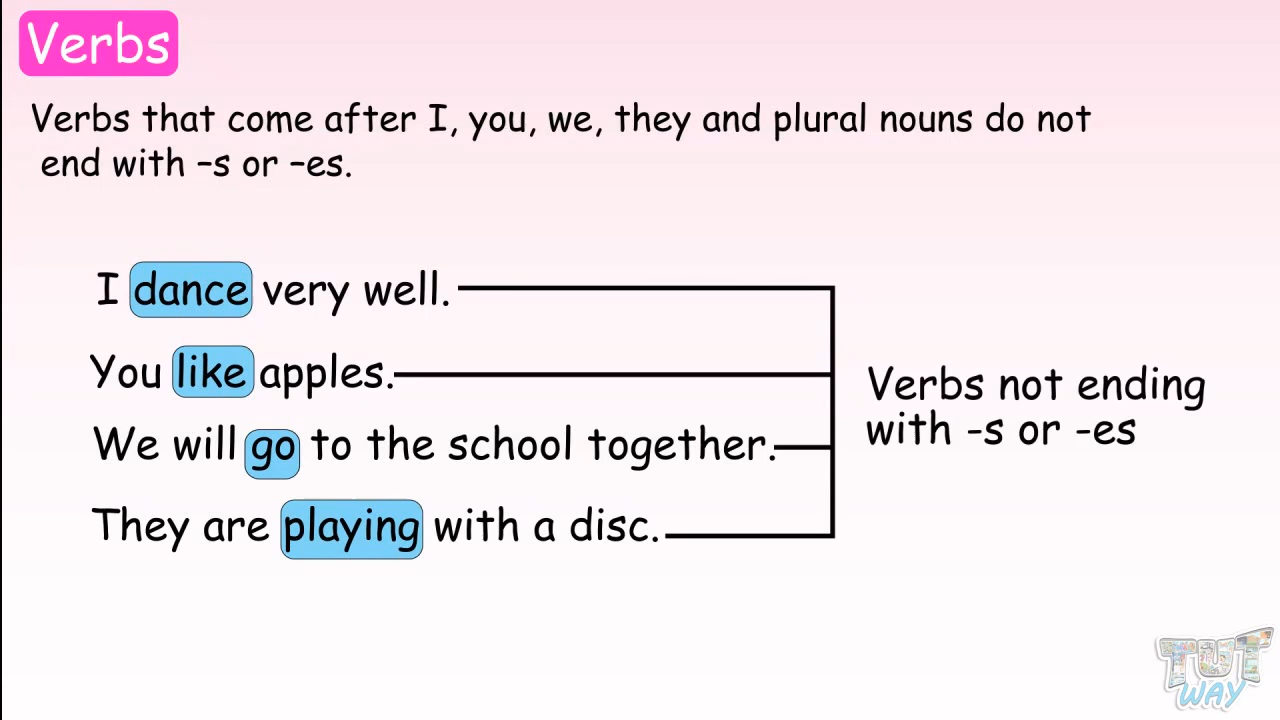 Verbs
Verbs that come after I, you, we, they and plural nouns do not
end with –s or –es.
I dance very well.
You like apples.
We will go to the school together.
They are playing with a disc.
Verbs not ending
with -s or -es
TUT
WAY